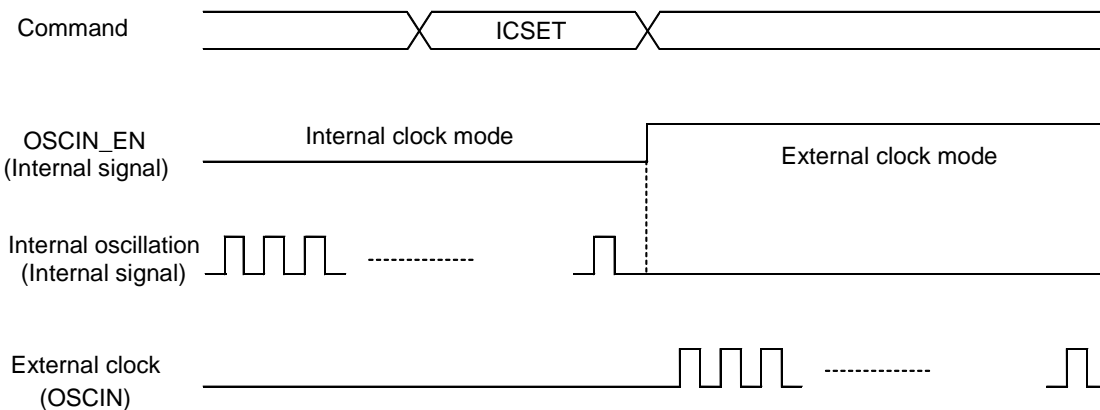 Command
ICSET
OSCIN_EN
(Internal signal)
Internal clock mode
External clock mode
Internal oscillation
(Internal signal)
External clock
(OSCIN)